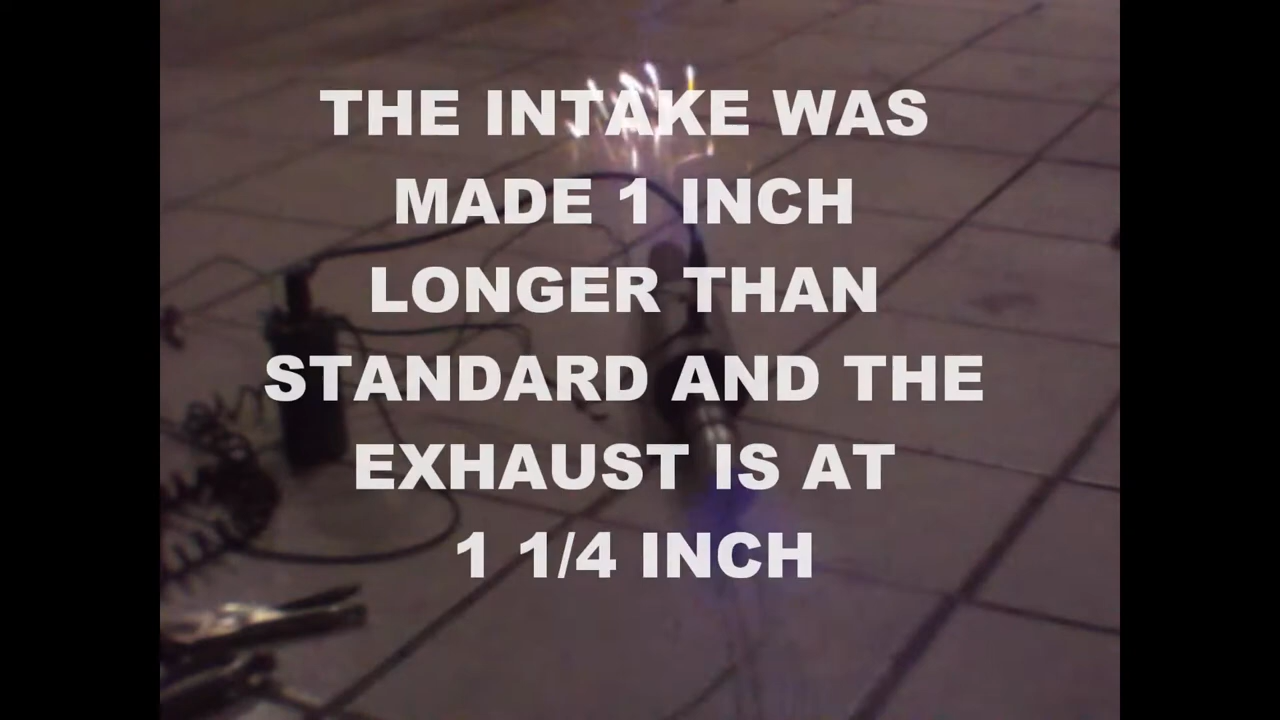 THE INTAKE WAS
MADE 1 INCH
LONGER THAN
STANDARD AND THE
EXHAUST IS AT
1 1/4 INCH